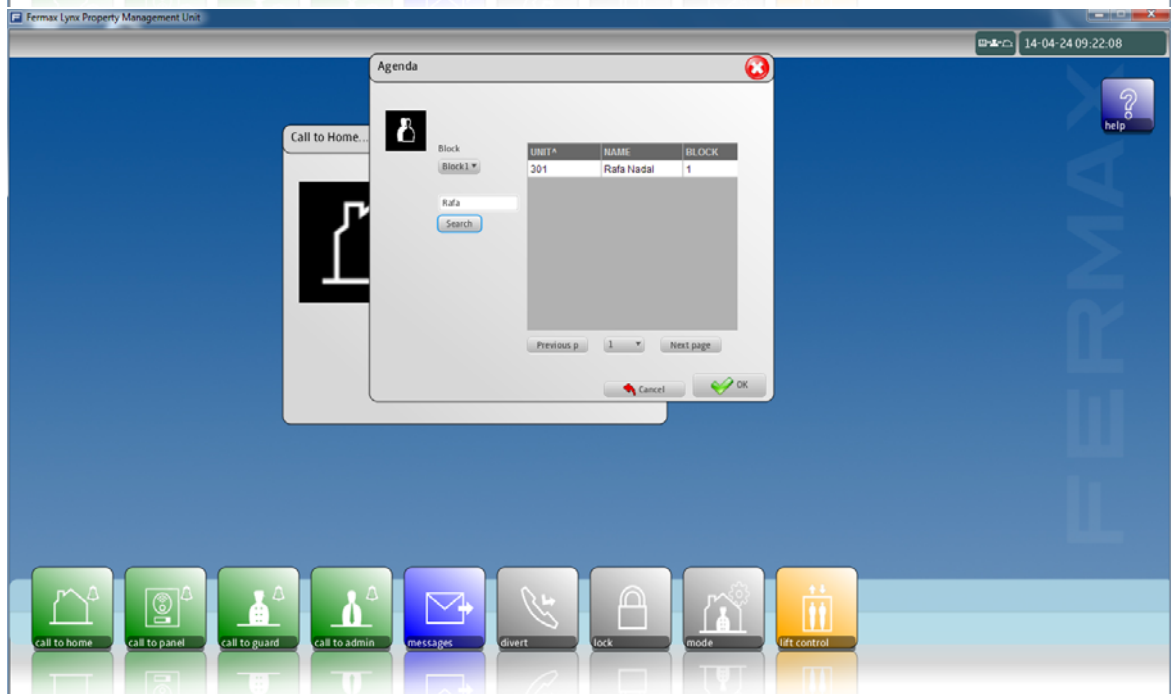 Fermax Lynx Property Management Unit
14-04-24 09:22:08
Agenda
help
Call to Home...
Block
Block1
UNIT^ NAME BLOCK
301 Rafa Nadal 1
Rafa
Search
Previous p 1 Next page
Cancel OK
FERMAX
call to home call to panel call to guard call to admin messages divert lock mode lift control